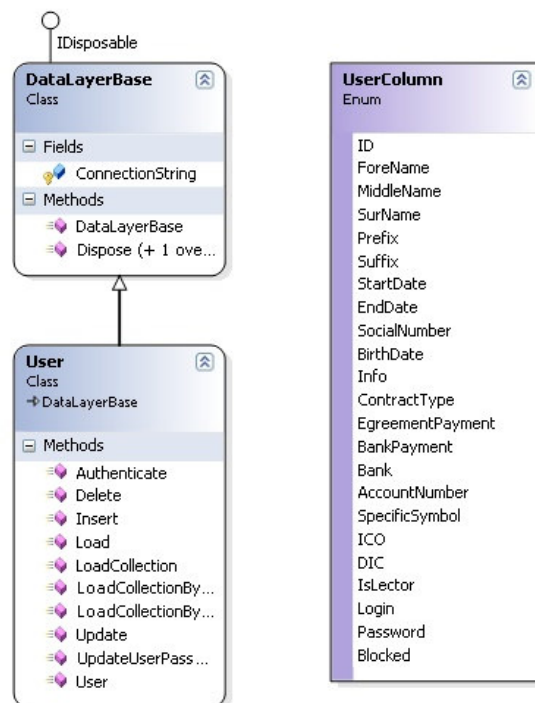 IDisposable
DataLayerBase
Class
Fields
ConnectionString
Methods
DataLayerBase
Dispose (+ 1 ove...
User
Class
DataLayerBase
Methods
Authenticate
Delete
Insert
Load
LoadCollection
LoadCollectionBy...
LoadCollectionBy...
Update
UpdateUserPass...
User
UserColumn
Enum
ID
ForeName
MiddleName
SurName
Prefix
Suffix
StartDate
EndDate
SocialNumber
BirthDate
Info
ContractType
EgreementPayment
BankPayment
Bank
AccountNumber
SpecificSymbol
ICO
DIC
IsLector
Login
Password
Blocked